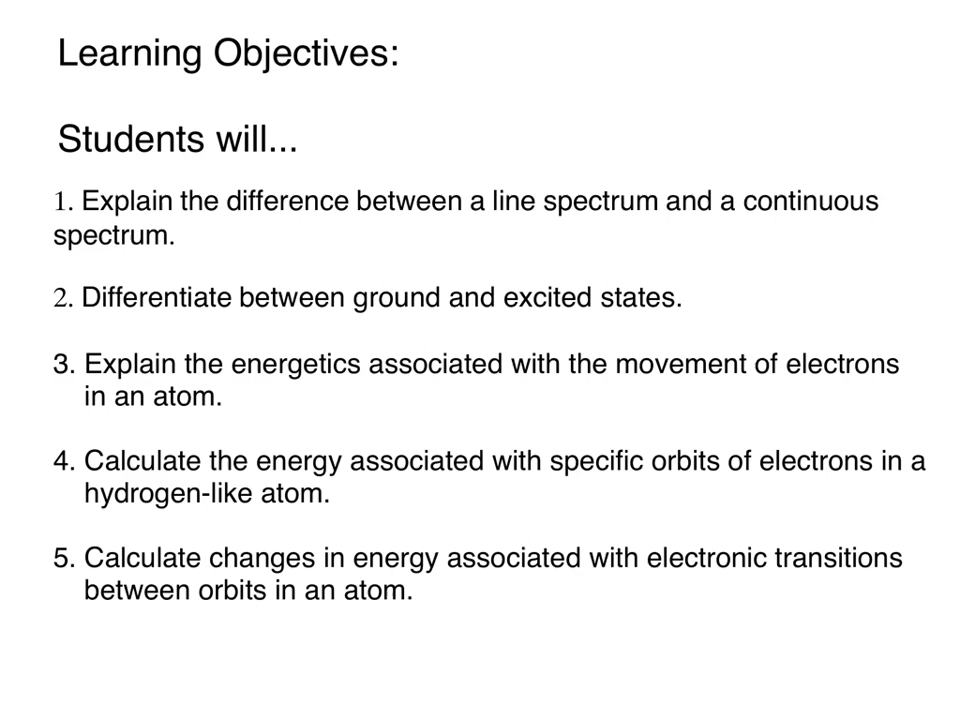 Learning Objectives:
Students will...
1. Explain the difference between a line spectrum and a continuous
spectrum.
2. Differentiate between ground and excited states.
3. Explain the energetics associated with the movement of electrons
in an atom.
4. Calculate the energy associated with specific orbits of electrons in a
hydrogen-like atom.
5. Calculate changes in energy associated with electronic transitions
between orbits in an atom.